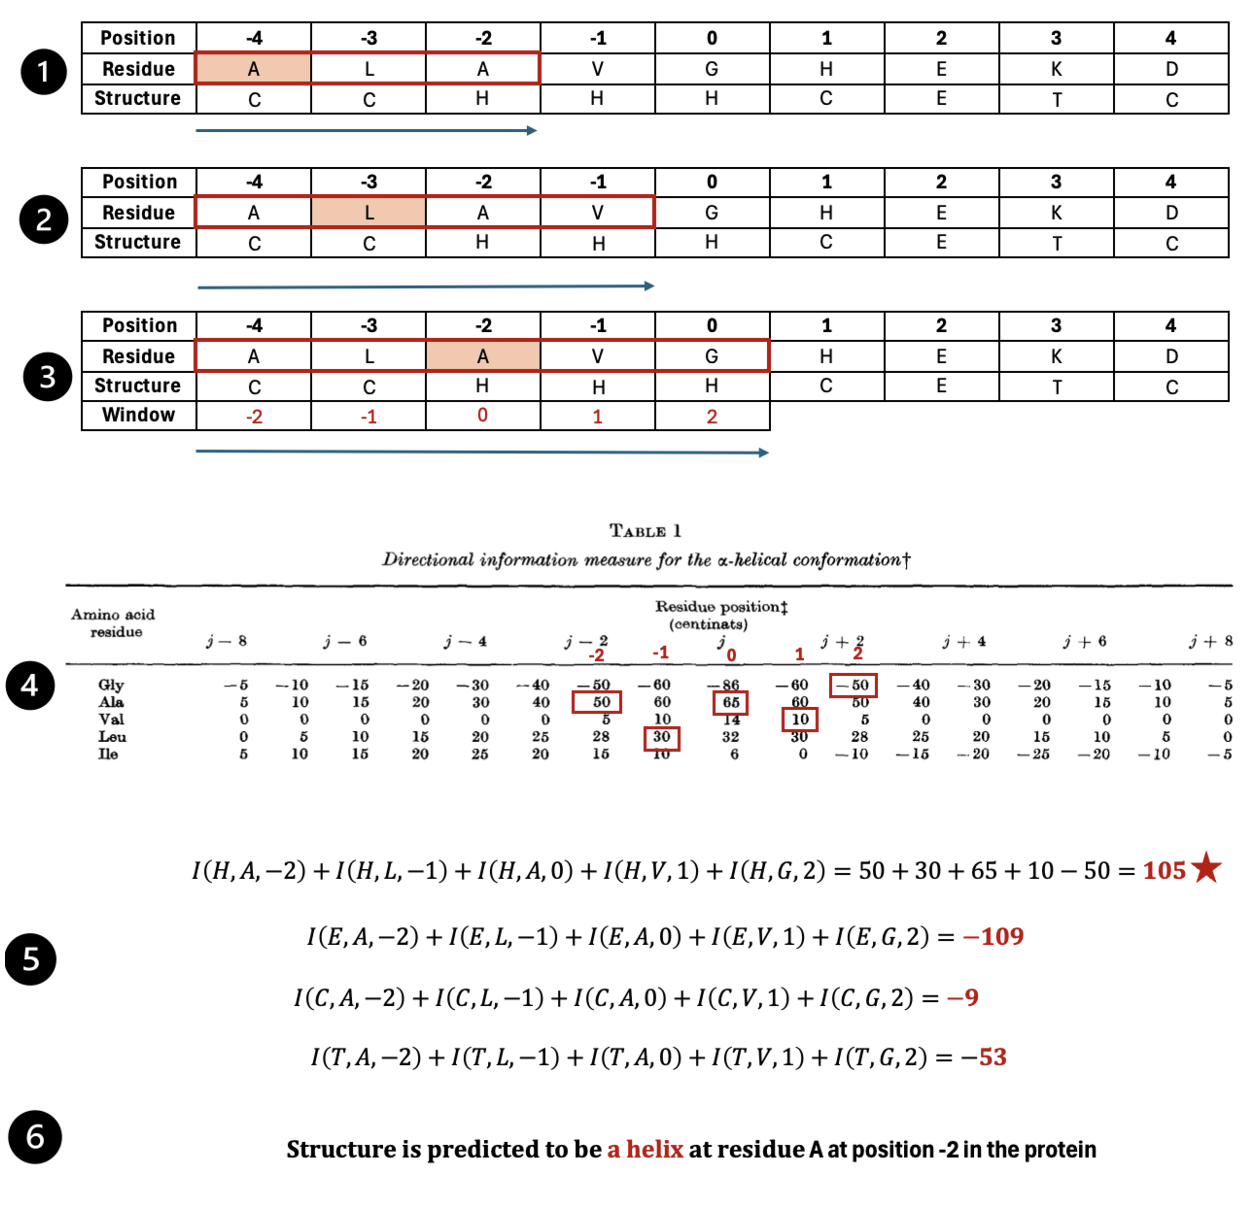 1
Position -4 -3 -2 -1 0 1 2 3 4
Residue A L A V G H E K D
Structure C C H H H C E T C
2
Position -4 -3 -2 -1 0 1 2 3 4
Residue A L A V G H E K D
Structure C C H H H C E T C
3
Position -4 -3 -2 -1 0 1 2 3 4
Residue A L A V G H E K D
Structure C C H H H C E T C
Window -2 -1 0 1 2
TABLE 1
Directional information measure for the α-helical conformation†
Amino acid residue
Residue position‡
(centinats)
j − 8 j − 6 j − 4 j − 2 j j + 2 j + 4 j + 6 j + 8
-2 -1 0 1 2
4
Gly −5 −10 −15 −20 −30 −40 −50 −60 −86 −60 −50 −40 −30 −20 −15 −10 −5
Ala 5 10 15 20 30 40 50 60 65 60 50 40 30 20 15 10 5
Val 0 0 0 0 0 0 5 10 14 10 5 0 0 0 0 0 0
Leu 0 5 10 15 20 25 28 30 32 30 28 25 20 15 10 5 0
Ile 5 10 15 20 25 20 15 10 6 0 −10 −15 −20 −25 −20 −10 −5
I(H, A, −2) + I(H, L, −1) + I(H, A, 0) + I(H, V, 1) + I(H, G, 2) = 50 + 30 + 65 + 10 − 50 = 105
I(E, A, −2) + I(E, L, −1) + I(E, A, 0) + I(E, V, 1) + I(E, G, 2) = −109
5
I(C, A, −2) + I(C, L, −1) + I(C, A, 0) + I(C, V, 1) + I(C, G, 2) = −9
I(T, A, −2) + I(T, L, −1) + I(T, A, 0) + I(T, V, 1) + I(T, G, 2) = −53
6
Structure is predicted to be a helix at residue A at position -2 in the protein